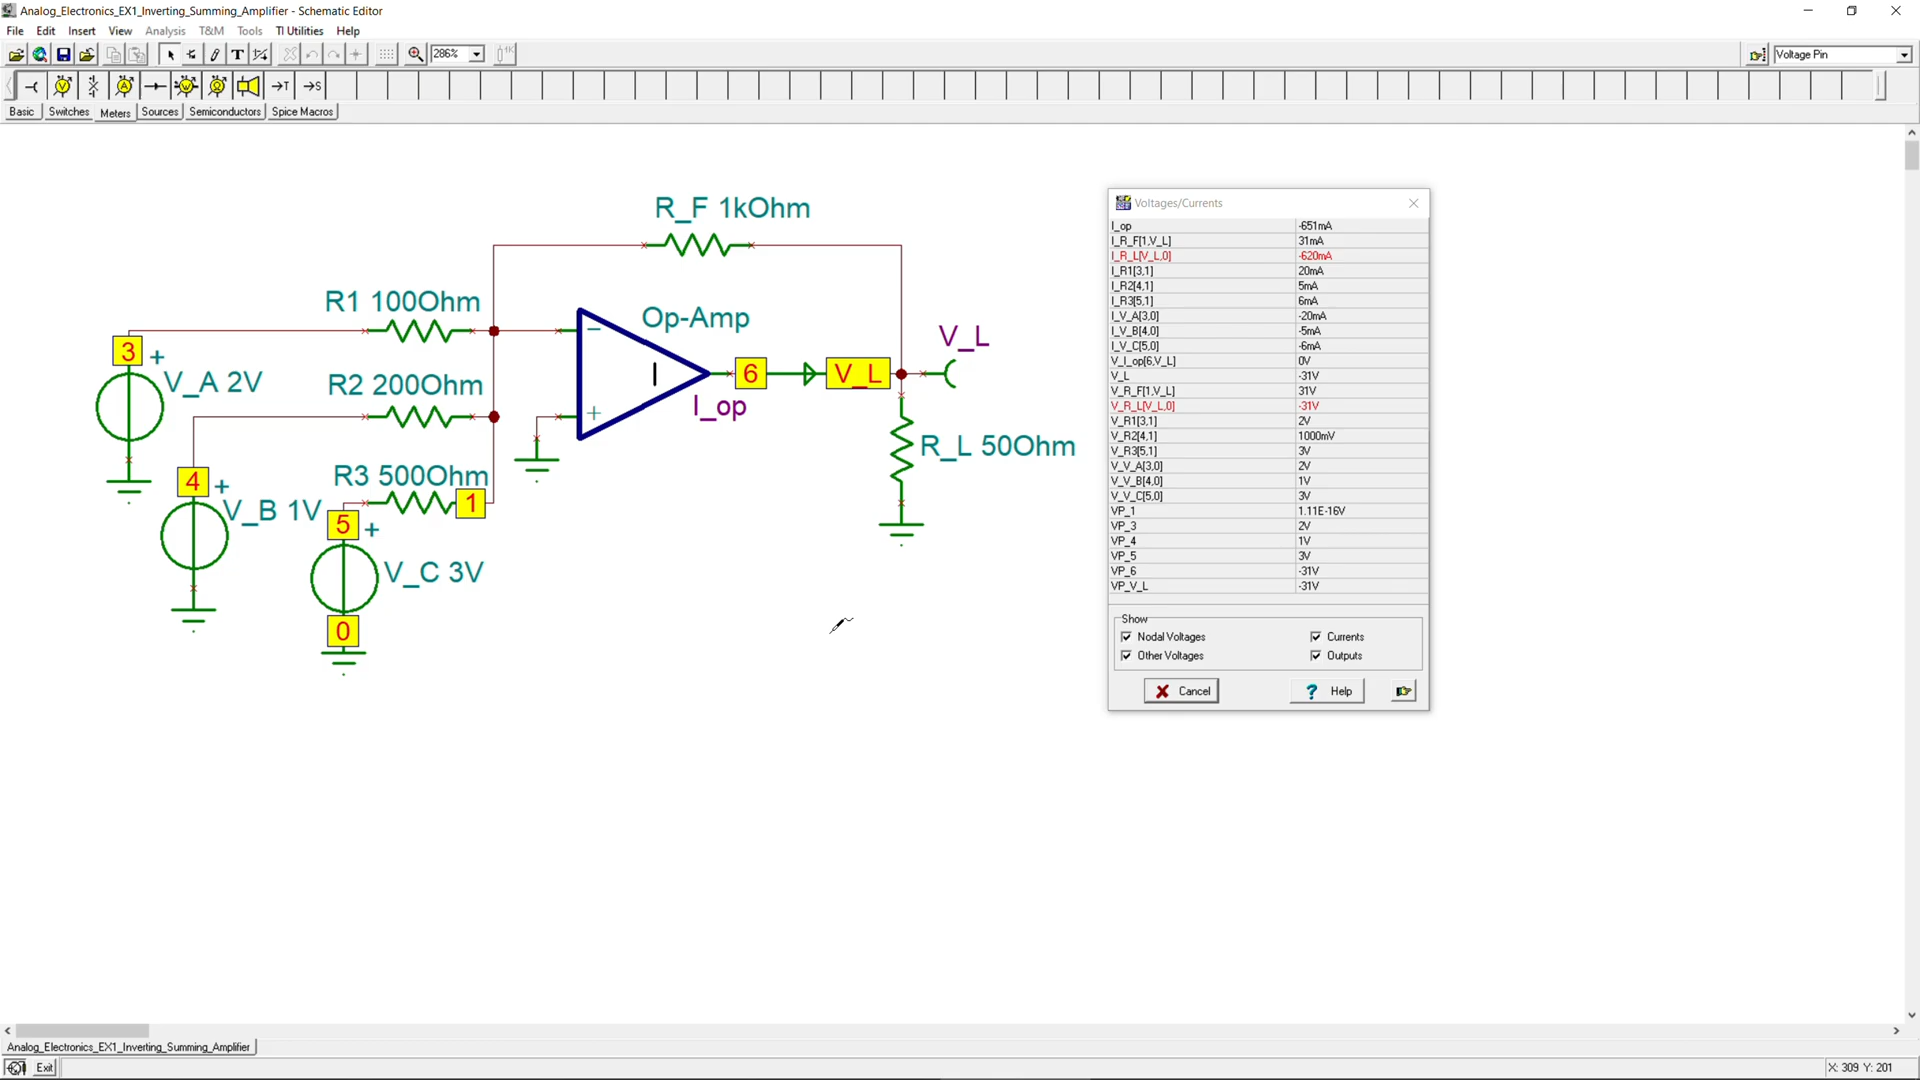 Analog_Electronics_EX1_Inverting_Summing_Amplifier - Schematic Editor
File Edit Insert View Analysis T&M Tools TI Utilities Help
286% Voltage Pin
Basic Switches Meters Sources Semiconductors Spice Macros
R_F 1kOhm
R1 100Ohm
Op-Amp
V_L
3 +
V_A 2V
R2 200Ohm
6
V_L
I_op
R_L 50Ohm
4 +
V_B 1V
R3 500Ohm
1
5 +
V_C 3V
0
Voltages/Currents
I_op -651mA
I_R_F[1,V_L] 31mA
I_R_L[V_L,0] -620mA
I_R1[3,1] 20mA
I_R2[4,1] 5mA
I_R3[5,1] 6mA
I_V_A[3,0] -20mA
I_V_B[4,0] -5mA
I_V_C[5,0] -6mA
V_I_op[6,V_L] 0V
V_L -31V
V_R_F[1,V_L] 31V
V_R_L[V_L,0] -31V
V_R1[3,1] 2V
V_R2[4,1] 1000mV
V_R3[5,1] 3V
V_V_A[3,0] 2V
V_V_B[4,0] 1V
V_V_C[5,0] 3V
VP_1 1.11E-16V
VP_3 2V
VP_4 1V
VP_5 3V
VP_6 -31V
VP_V_L -31V
Show
Nodal Voltages Currents
Other Voltages Outputs
Cancel Help
Analog_Electronics_EX1_Inverting_Summing_Amplifier
Exit X: 309 Y: 201